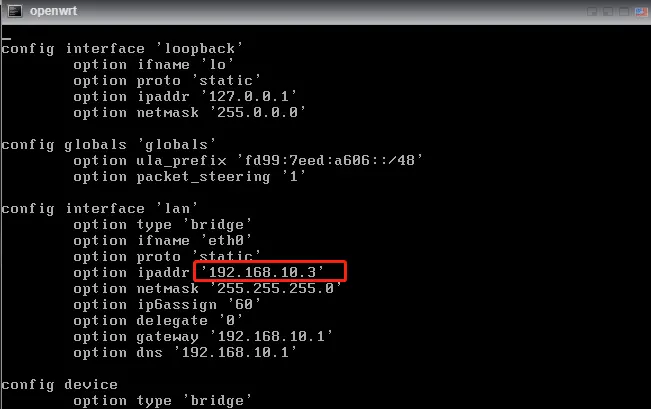 openwrt
config interface 'loopback'
option ifname 'lo'
option proto 'static'
option ipaddr '127.0.0.1'
option netmask '255.0.0.0'
config globals 'globals'
option ula_prefix 'fd99:7eed:a606::/48'
option packet_steering '1'
config interface 'lan'
option type 'bridge'
option ifname 'eth0'
option proto 'static'
option ipaddr '192.168.10.3'
option netmask '255.255.255.0'
option ip6assign '60'
option delegate '0'
option gateway '192.168.10.1'
option dns '192.168.10.1'
config device
option type 'bridge'